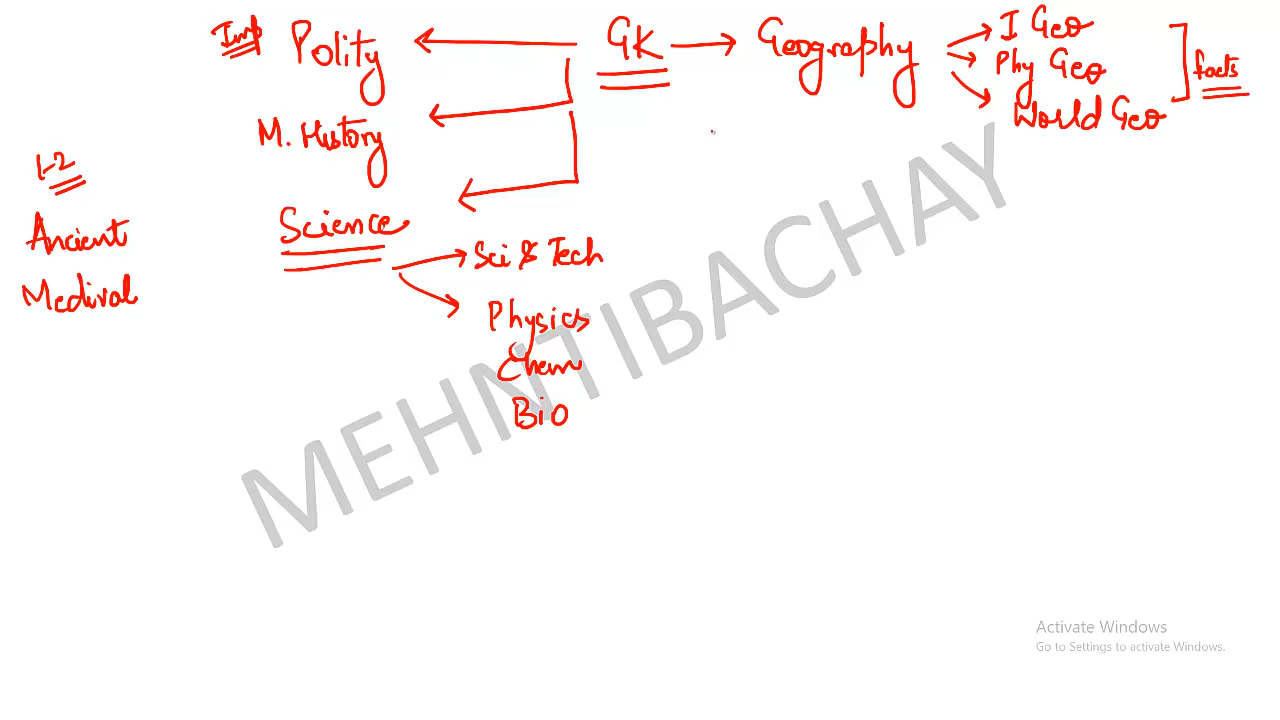 Imp Polity GK Geography I Geo
Phy Geo facts
World Geo
M. History
1-2
Ancient
Medival
Science
Sci & Tech
Physics
Chem
Bio
MEHNTIBACHAY
Activate Windows
Go to Settings to activate Windows.